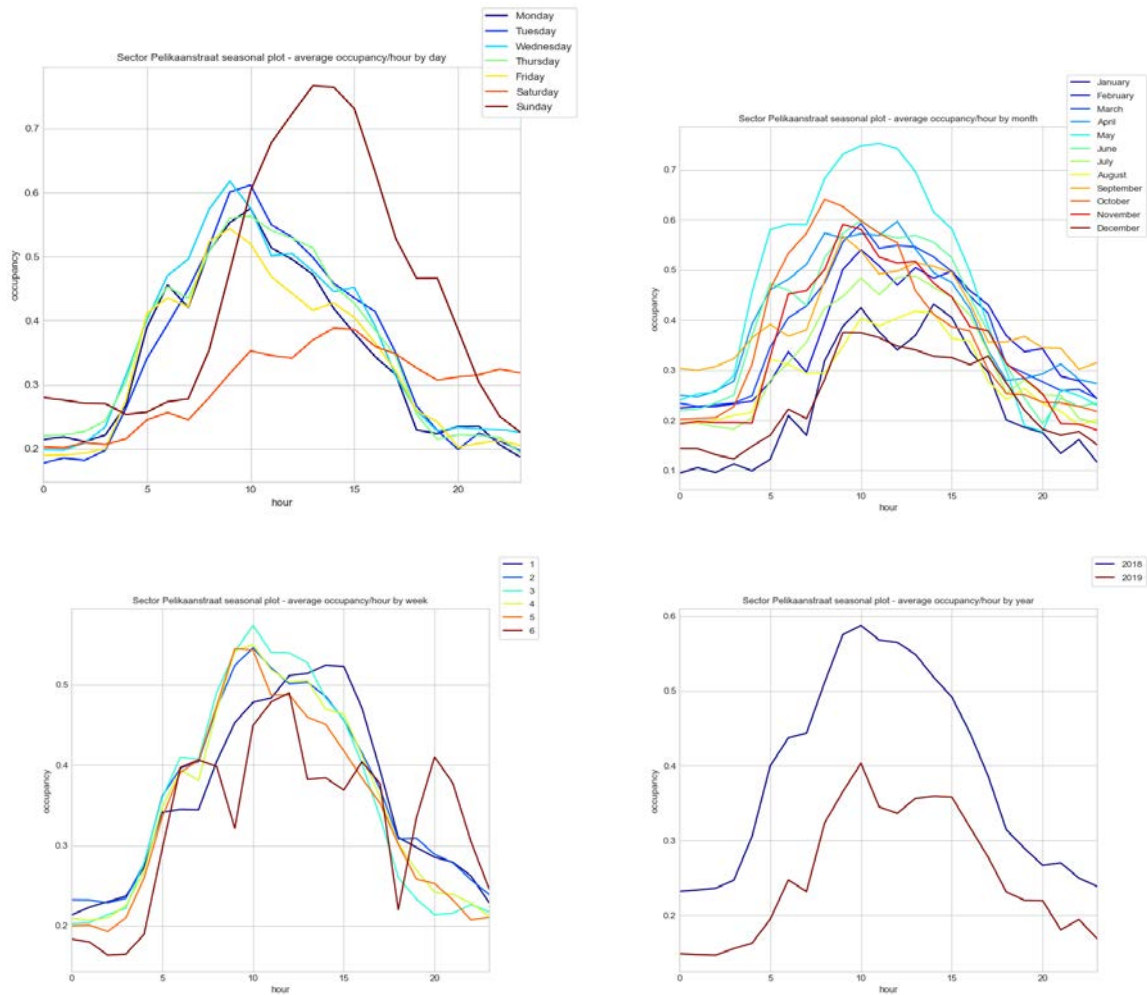 Monday
Tuesday
Wednesday
Thursday
Friday
Saturday
Sunday
Sector Pelikaanstraat seasonal plot - average occupancy/hour by day
0.7
0.6
0.5
0.4
0.3
0.2
occupancy
0 5 10 15 20
hour
January
February
March
April
May
June
July
August
September
October
November
December
Sector Pelikaanstraat seasonal plot - average occupancy/hour by month
0.7
0.6
0.5
0.4
0.3
0.2
0.1
occupancy
0 5 10 15 20
hour
1
2
3
4
5
6
Sector Pelikaanstraat seasonal plot - average occupancy/hour by week
0.5
0.4
0.3
0.2
occupancy
0 5 10 15 20
hour
2018
2019
Sector Pelikaanstraat seasonal plot - average occupancy/hour by year
0.6
0.5
0.4
0.3
0.2
occupancy
0 5 10 15 20
hour